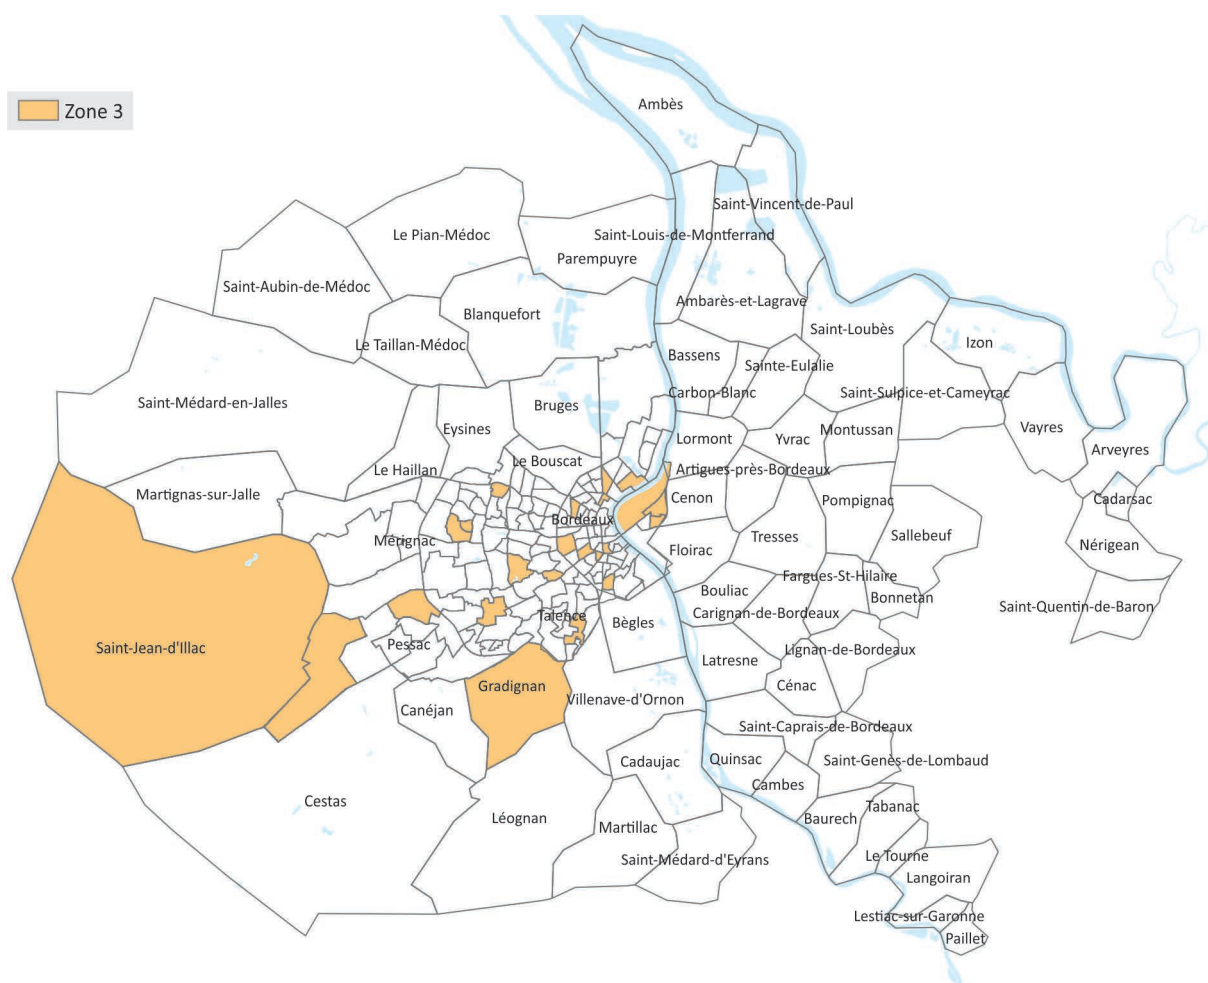 Ambès
Zone 3
Saint-Vincent-de-Paul
Le Pian-Médoc
Saint-Louis-de-Montferrand
Parempuyre
Saint-Aubin-de-Médoc
Ambarès-et-Lagrave
Blanquefort
Saint-Loubès
Izon
Le Taillan-Médoc
Bassens
Sainte-Eulalie
Carbon-Blanc
Saint-Sulpice-et-Cameyrac
Saint-Médard-en-Jalles
Bruges
Vayres
Eysines
Lormont
Yvrac
Montussan
Arveyres
Le Bouscat
Le Haillan
Artigues-près-Bordeaux
Martignas-sur-Jalle
Cenon
Pompignac
Cadarsac
Bordeaux
Mérignac
Tresses
Sallebeuf
Nérigean
Floirac
Fargues-St-Hilaire
Bouliac
Bonnetan
Saint-Quentin-de-Baron
Talence
Carignan-de-Bordeaux
Bègles
Saint-Jean-d'Illac
Pessac
Lignan-de-Bordeaux
Latresne
Gradignan
Cénac
Villenave-d'Ornon
Canéjan
Saint-Caprais-de-Bordeaux
Cadaujac
Quinsac
Saint-Genès-de-Lombaud
Cambes
Cestas
Tabanac
Léognan
Baurech
Martillac
Saint-Médard-d'Eyrans
Le Tourne
Langoiran
Lestiac-sur-Garonne
Paillet